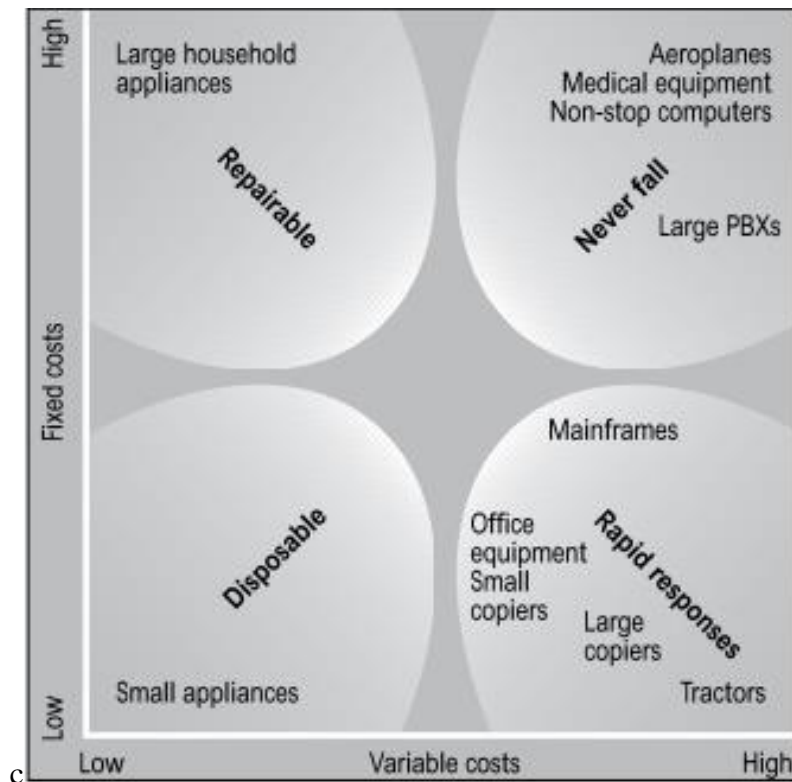 High
Large household
appliances
Repairable
Aeroplanes
Medical equipment
Non-stop computers
Never fall
Large PBXs
Fixed costs
Mainframes
Disposable
Office
equipment
Small
copiers
Rapid responses
Large
copiers
Small appliances
Tractors
Low
c
Low
Variable costs
High